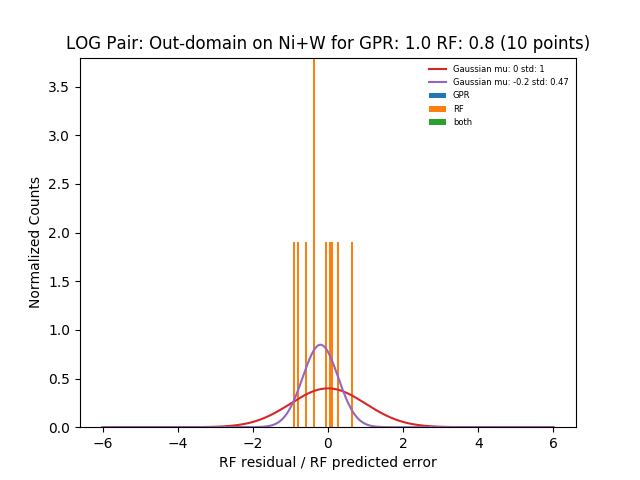 LOG Pair: Out-domain on Ni+W for GPR: 1.0 RF: 0.8 (10 points)
Gaussian mu: 0 std: 1
Gaussian mu: -0.2 std: 0.47
GPR
RF
both
Normalized Counts
3.5
3.0
2.5
2.0
1.5
1.0
0.5
0.0
−6 −4 −2 0 2 4 6
RF residual / RF predicted error